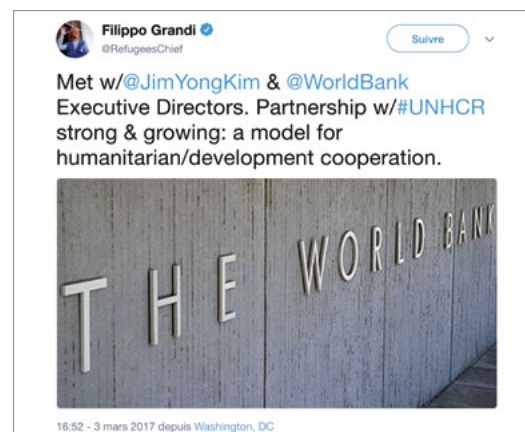 Filippo Grandi
@RefugeesChief
Suivre
Met w/@JimYongKim & @WorldBank
Executive Directors. Partnership w/#UNHCR
strong & growing: a model for
humanitarian/development cooperation.
THE WORLD BANK
16:52 - 3 mars 2017 depuis Washington, DC